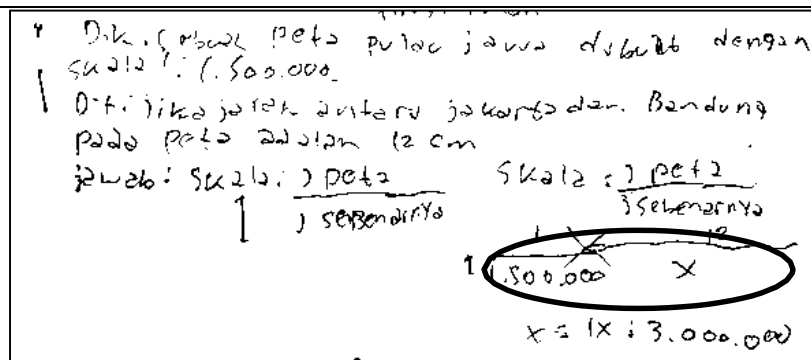 Dik : Sebuah peta pulau jawa dibuat dengan
skala 1 : 1.500.000.
Dit : jika jarak antara jakarta dan Bandung
pada peta adalah 12 cm
jawab : Skala : j peta Skala : j peta
j sebenarnya j sebenarnya
1 12
1.500.000 x
x = 1x : 3.000.000